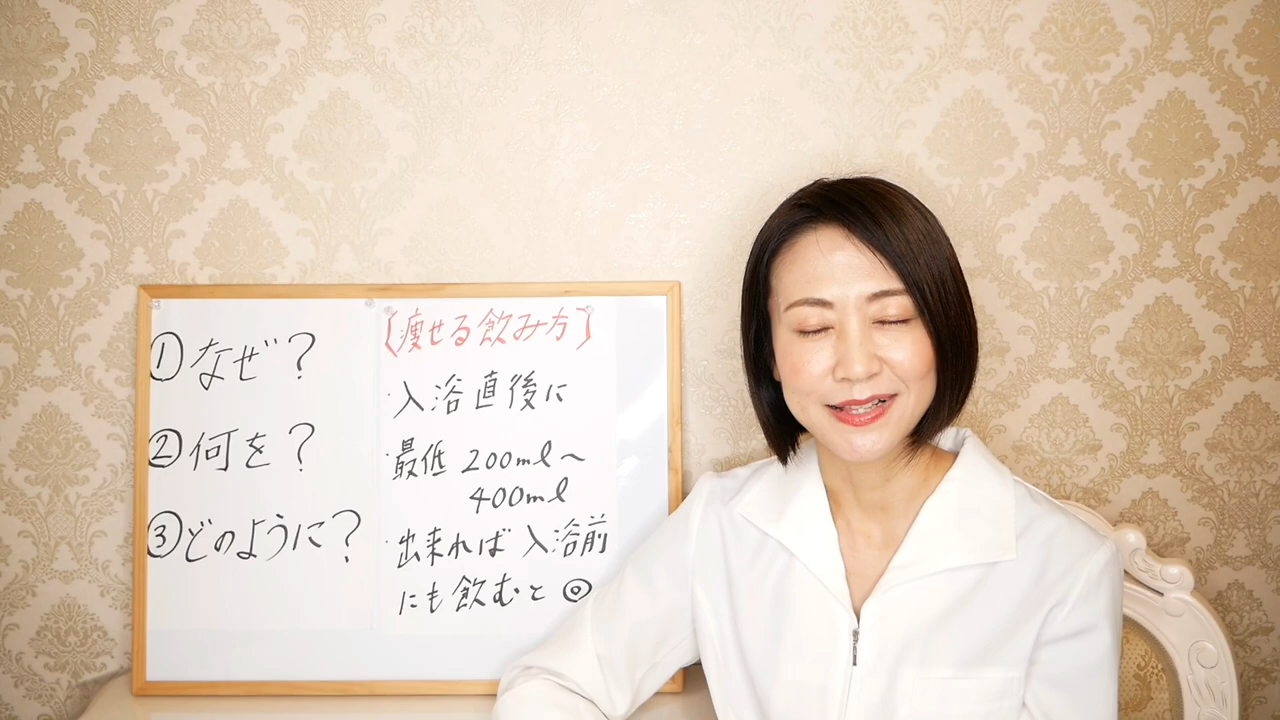 ①なぜ?
②何を?
③どのように?
【痩せる飲み方】
・入浴直後に
・最低 200ml〜
400ml
・出来れば入浴前
にも飲むと◎